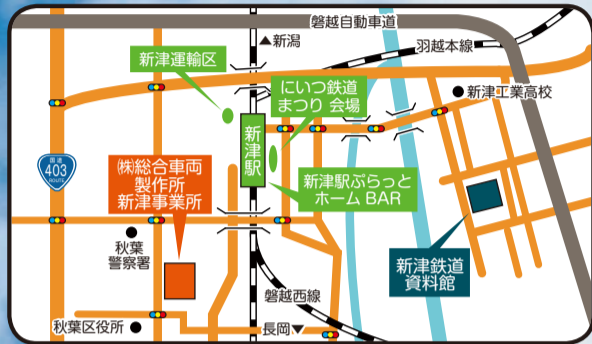 磐越自動車道
▲新潟
羽越本線
新津運輸区
にいつ鉄道
まつり 会場
新津工業高校
新津駅
国道
403
ROUTE
㈱総合車両
製作所
新津事業所
新津駅ぷらっと
ホーム BAR
秋葉
警察署
新津鉄道
資料館
磐越西線
秋葉区役所
長岡▼